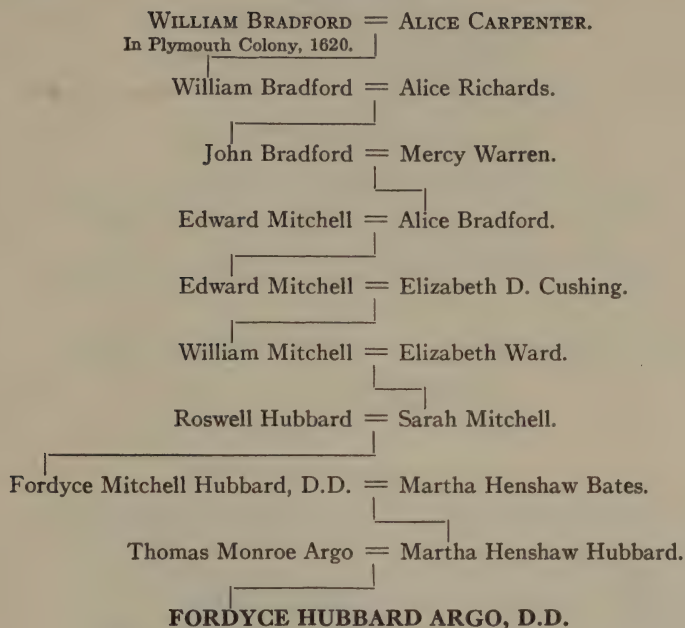 WILLIAM BRADFORD = ALICE CARPENTER.
In Plymouth Colony, 1620.
William Bradford = Alice Richards.
John Bradford = Mercy Warren.
Edward Mitchell = Alice Bradford.
Edward Mitchell = Elizabeth D. Cushing.
William Mitchell = Elizabeth Ward.
Roswell Hubbard = Sarah Mitchell.
Fordyce Mitchell Hubbard, D.D. = Martha Henshaw Bates.
Thomas Monroe Argo = Martha Henshaw Hubbard.
FORDYCE HUBBARD ARGO, D.D.